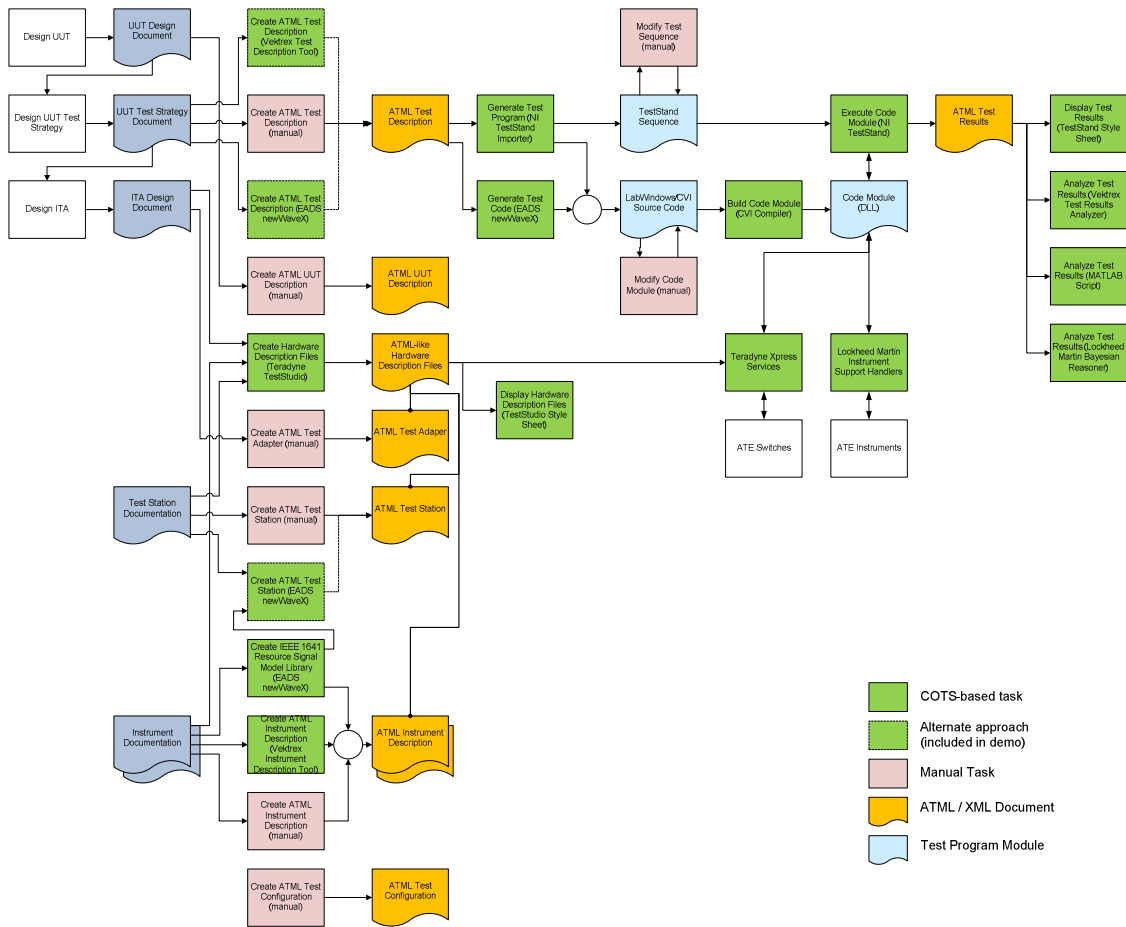 Design UUT
UUT Design
Document
Create ATML Test
Description
(Vektrex Test
Description Tool)
Modify Test
Sequence
(manual)
Design UUT Test
Strategy
UUT Test Strategy
Document
Create ATML Test
Description
(manual)
ATML Test
Description
Generate Test
Program (NI
TestStand
Importer)
TestStand
Sequence
Execute Code
Module (NI
TestStand)
ATML Test
Results
Display Test
Results
(TestStand Style
Sheet)
Design ITA
ITA Design
Document
Create ATML Test
Description (EADS
newWaveX)
Generate Test
Code (EADS
newWaveX)
LabWindows/CVI
Source Code
Build Code Module
(CVI Compiler)
Code Module
(DLL)
Analyze Test
Results (Vektrex
Test Results
Analyzer)
Create ATML UUT
Description
(manual)
ATML UUT
Description
Modify Code
Module (manual)
Analyze Test
Results (MATLAB
Script)
Create Hardware
Description Files
(Teradyne
TestStudio)
ATML-like
Hardware
Description Files
Display Hardware
Description Files
(TestStudio Style
Sheet)
Teradyne Xpress
Services
Lockheed Martin
Instrument
Support Handlers
Analyze Test
Results (Lockheed
Martin Bayesian
Reasoner)
Create ATML Test
Adapter (manual)
ATML Test Adaper
ATE Switches
ATE Instruments
Test Station
Documentation
Create ATML Test
Station (manual)
ATML Test Station
Create ATML Test
Station (EADS
newWaveX)
Create IEEE 1641
Resource Signal
Model Library
(EADS
newWaveX)
Instrument
Documentation
Create ATML
Instrument
Description
(Vektrex
Instrument
Description Tool)
ATML Instrument
Description
Create ATML
Instrument
Description
(manual)
Create ATML Test
Configuration
(manual)
ATML Test
Configuration
COTS-based task
Alternate approach
(included in demo)
Manual Task
ATML / XML Document
Test Program Module